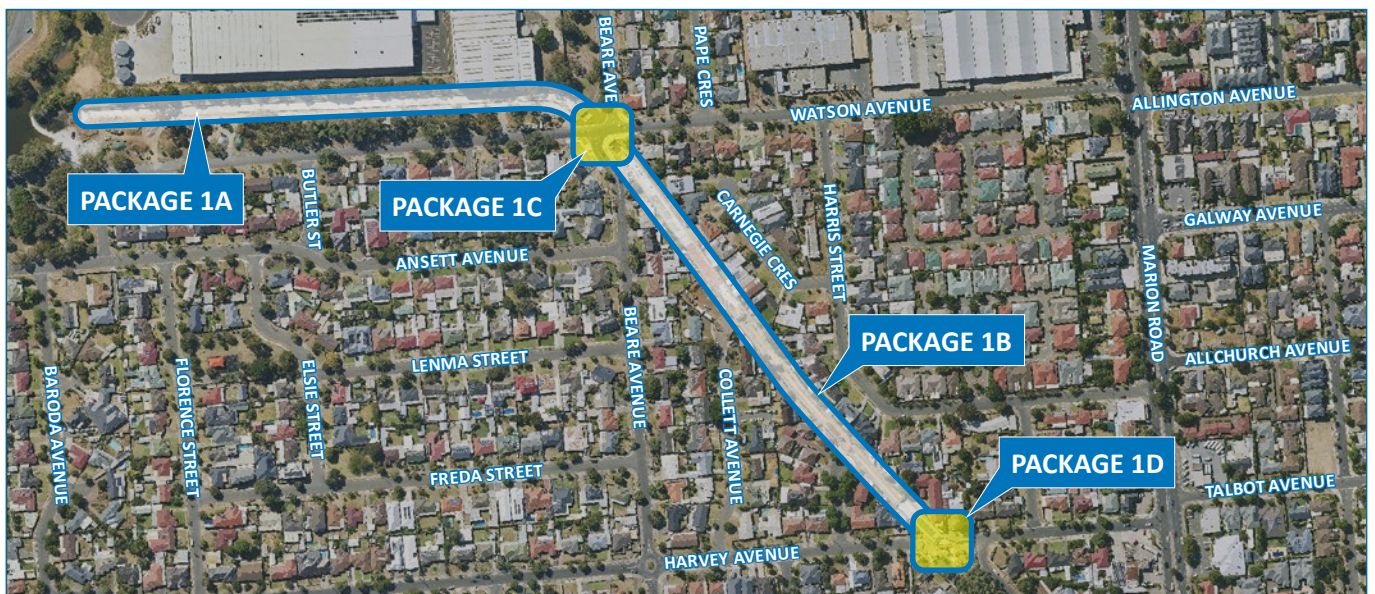 BEARE AVE
PAPE CRES
WATSON AVENUE
ALLINGTON AVENUE
PACKAGE 1A
BUTLER ST
PACKAGE 1C
CARNEGIE CRES
HARRIS STREET
GALWAY AVENUE
ANSETT AVENUE
MARION ROAD
BEARE AVENUE
PACKAGE 1B
ALLCHURCH AVENUE
LENMA STREET
BARODA AVENUE
FLORENCE STREET
ELSIE STREET
COLLETT AVENUE
FREDA STREET
PACKAGE 1D
TALBOT AVENUE
HARVEY AVENUE